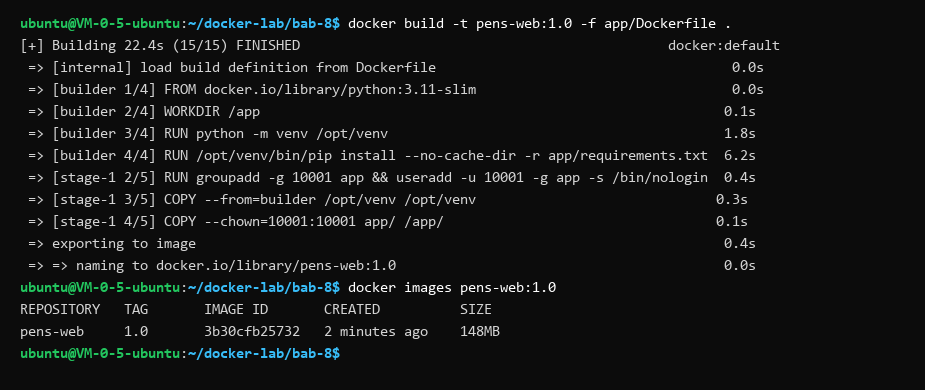 ubuntu@VM-0-5-ubuntu:~/docker-lab/bab-8$ docker build -t pens-web:1.0 -f app/Dockerfile .
[+] Building 22.4s (15/15) FINISHED docker:default
=> [internal] load build definition from Dockerfile 0.0s
=> [builder 1/4] FROM docker.io/library/python:3.11-slim 0.0s
=> [builder 2/4] WORKDIR /app 0.1s
=> [builder 3/4] RUN python -m venv /opt/venv 1.8s
=> [builder 4/4] RUN /opt/venv/bin/pip install --no-cache-dir -r app/requirements.txt 6.2s
=> [stage-1 2/5] RUN groupadd -g 10001 app && useradd -u 10001 -g app -s /bin/nologin 0.4s
=> [stage-1 3/5] COPY --from=builder /opt/venv /opt/venv 0.3s
=> [stage-1 4/5] COPY --chown=10001:10001 app/ /app/ 0.1s
=> exporting to image 0.4s
=> => naming to docker.io/library/pens-web:1.0 0.0s
ubuntu@VM-0-5-ubuntu:~/docker-lab/bab-8$ docker images pens-web:1.0
REPOSITORY TAG IMAGE ID CREATED SIZE
pens-web 1.0 3b30cfb25732 2 minutes ago 148MB
ubuntu@VM-0-5-ubuntu:~/docker-lab/bab-8$